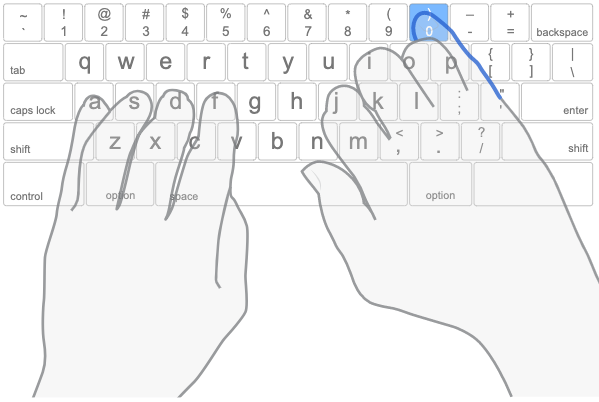 ~ ! @ # $ % ^ & * ( ) – +
` 1 2 3 4 5 6 7 8 9 0 - = backspace
tab q w e r t y u i o p { [ } ] | \
caps lock a s d f g h j k l : ; " ' enter
shift z x c v b n m < , > . ? / shift
control option space option